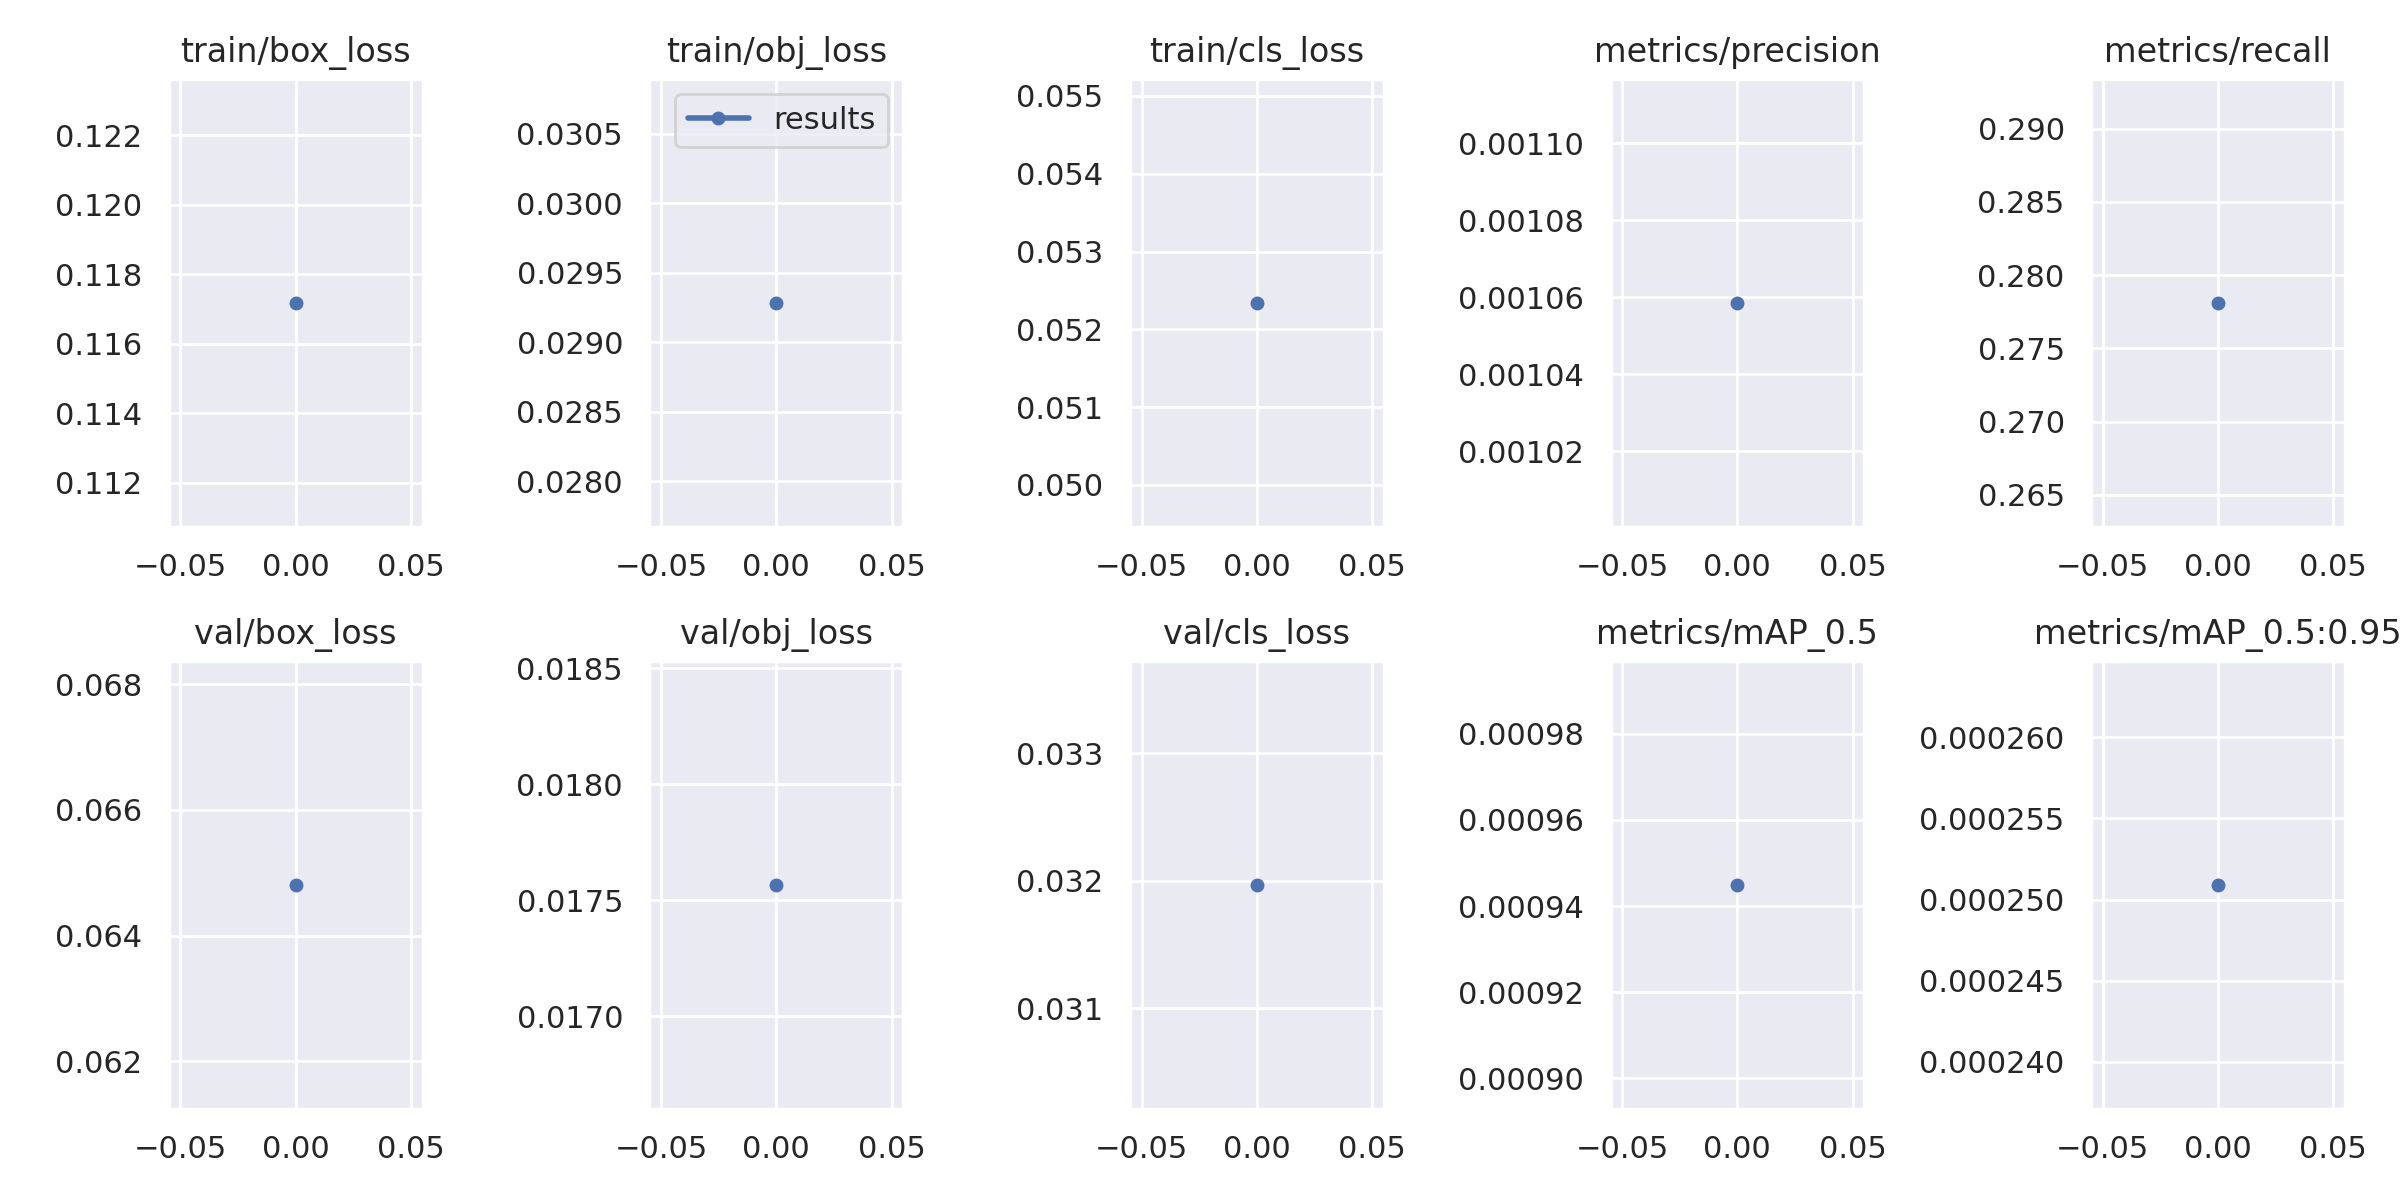 train/box_loss
0.122
0.120
0.118
0.116
0.114
0.112
−0.05 0.00 0.05
train/obj_loss
results
0.0305
0.0300
0.0295
0.0290
0.0285
0.0280
−0.05 0.00 0.05
train/cls_loss
0.055
0.054
0.053
0.052
0.051
0.050
−0.05 0.00 0.05
metrics/precision
0.00110
0.00108
0.00106
0.00104
0.00102
−0.05 0.00 0.05
metrics/recall
0.290
0.285
0.280
0.275
0.270
0.265
−0.05 0.00 0.05
val/box_loss
0.068
0.066
0.064
0.062
−0.05 0.00 0.05
val/obj_loss
0.0185
0.0180
0.0175
0.0170
−0.05 0.00 0.05
val/cls_loss
0.033
0.032
0.031
−0.05 0.00 0.05
metrics/mAP_0.5
0.00098
0.00096
0.00094
0.00092
0.00090
−0.05 0.00 0.05
metrics/mAP_0.5:0.95
0.000260
0.000255
0.000250
0.000245
0.000240
−0.05 0.00 0.05